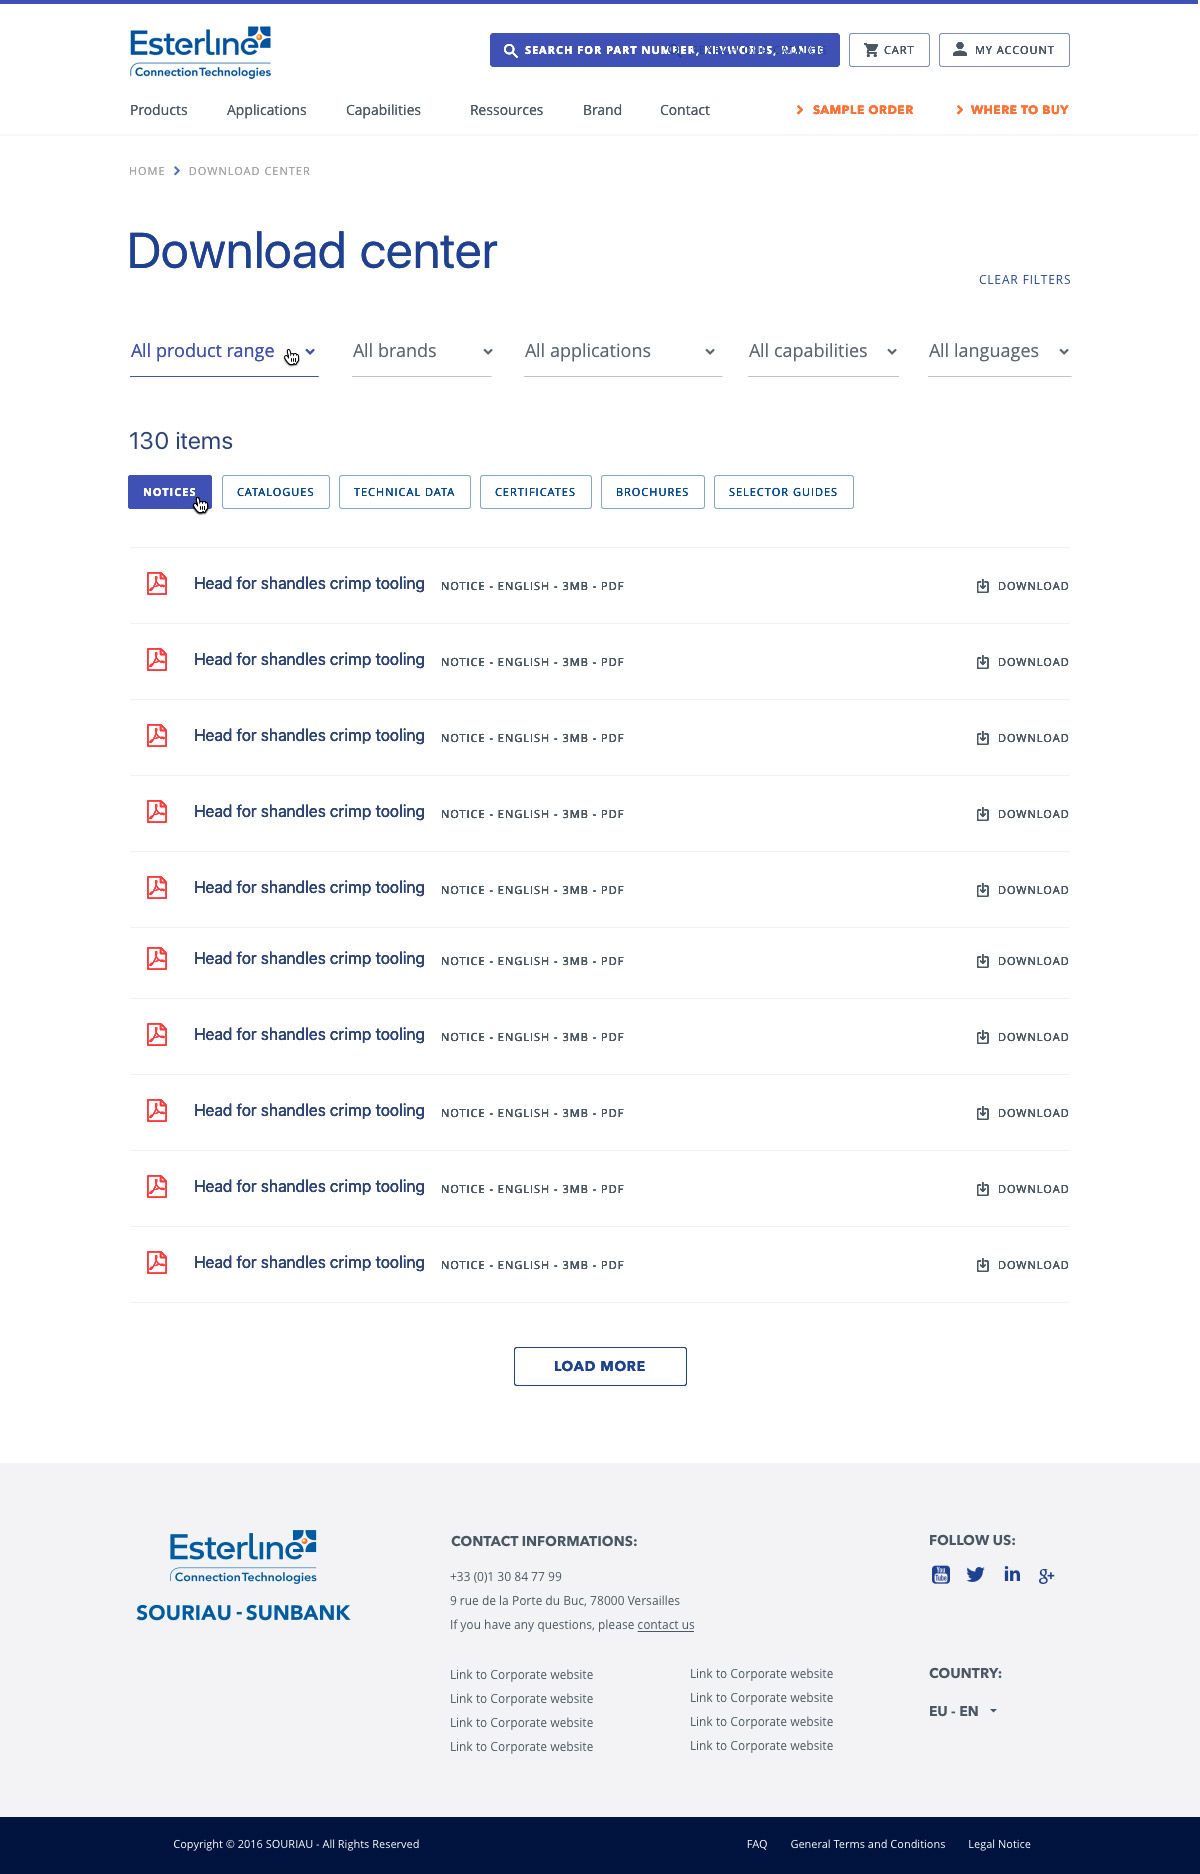 Esterline
Connection Technologies
SEARCH FOR PART NUMBER, KEYWORDS, RANGE
CART
MY ACCOUNT
Products Applications Capabilities Ressources Brand Contact
SAMPLE ORDER
WHERE TO BUY
HOME DOWNLOAD CENTER
Download center
CLEAR FILTERS
All product range All brands All applications All capabilities All languages
130 items
NOTICES CATALOGUES TECHNICAL DATA CERTIFICATES BROCHURES SELECTOR GUIDES
Head for shandles crimp tooling NOTICE - ENGLISH - 3MB - PDF DOWNLOAD
Head for shandles crimp tooling NOTICE - ENGLISH - 3MB - PDF DOWNLOAD
Head for shandles crimp tooling NOTICE - ENGLISH - 3MB - PDF DOWNLOAD
Head for shandles crimp tooling NOTICE - ENGLISH - 3MB - PDF DOWNLOAD
Head for shandles crimp tooling NOTICE - ENGLISH - 3MB - PDF DOWNLOAD
Head for shandles crimp tooling NOTICE - ENGLISH - 3MB - PDF DOWNLOAD
Head for shandles crimp tooling NOTICE - ENGLISH - 3MB - PDF DOWNLOAD
Head for shandles crimp tooling NOTICE - ENGLISH - 3MB - PDF DOWNLOAD
Head for shandles crimp tooling NOTICE - ENGLISH - 3MB - PDF DOWNLOAD
Head for shandles crimp tooling NOTICE - ENGLISH - 3MB - PDF DOWNLOAD
LOAD MORE
Esterline
Connection Technologies
SOURIAU - SUNBANK
CONTACT INFORMATIONS:
+33 (0)1 30 84 77 99
9 rue de la Porte du Buc, 78000 Versailles
If you have any questions, please contact us
Link to Corporate website
Link to Corporate website
Link to Corporate website
Link to Corporate website
Link to Corporate website
Link to Corporate website
Link to Corporate website
Link to Corporate website
FOLLOW US:
You Tube in g+
COUNTRY:
EU - EN
Copyright © 2016 SOURIAU - All Rights Reserved
FAQ General Terms and Conditions Legal Notice